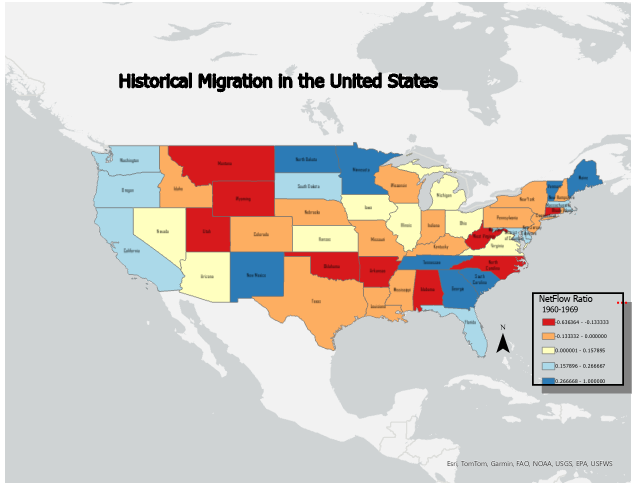 Historical Migration in the United States
Washington
Montana
North Dakota
Minnesota
Maine
Oregon
Idaho
Wyoming
South Dakota
Wisconsin
Michigan
New York
Nevada
Utah
Colorado
Nebraska
Iowa
Illinois
Indiana
Ohio
Pennsylvania
California
Kansas
Missouri
Kentucky
West Virginia
Virginia
Arizona
New Mexico
Oklahoma
Arkansas
Tennessee
North
Carolina
South
Carolina
Texas
Louisiana
Mississippi
Alabama
Georgia
Florida
N
NetFlow Ratio
1960-1969
-0.636364 - -0.133333
-0.133332 - 0.000000
0.000001 - 0.157895
0.157896 - 0.266667
0.266668 - 1.000000
Esri, TomTom, Garmin, FAO, NOAA, USGS, EPA, USFWS